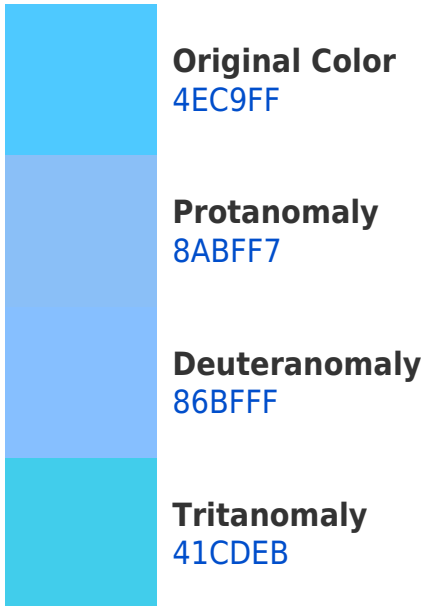 Original Color
4EC9FF
Protanomaly
8ABFF7
Deuteranomaly
86BFFF
Tritanomaly
41CDEB